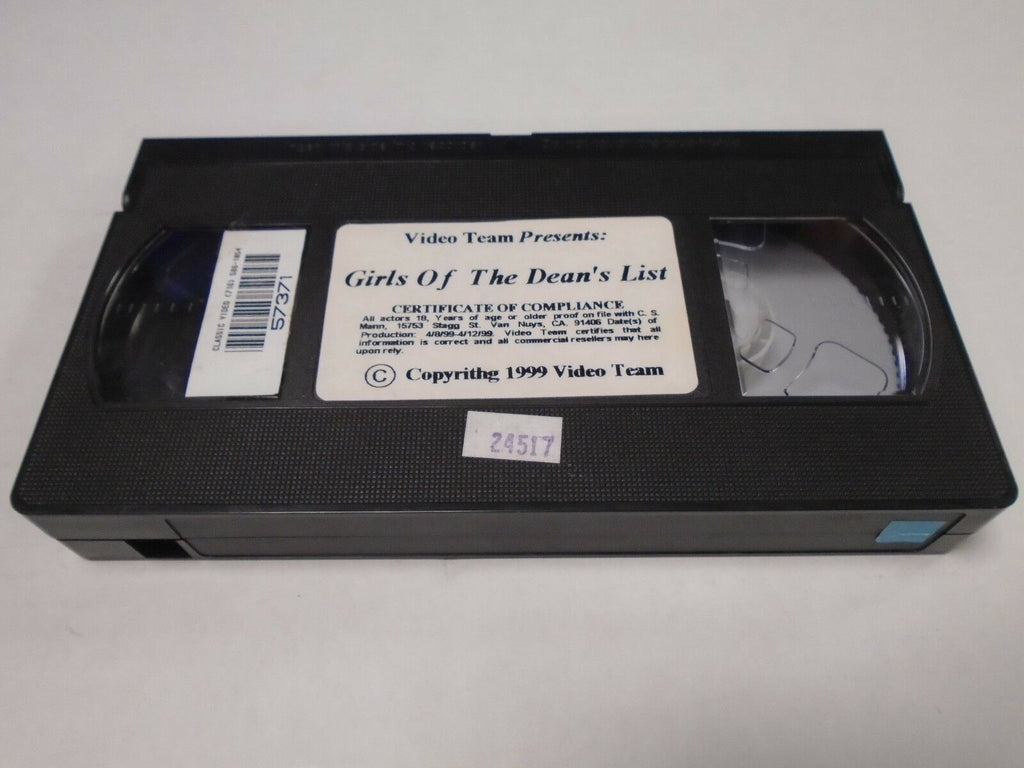 Video Team Presents:
Girls Of The Dean's List
CERTIFICATE OF COMPLIANCE
All actors 18, Years of age or older proof on file with C. S.
Mann, 15753 Stagg St. Van Nuys, CA. 91406 Date(s) of
Production: 4/8/99-4/12/99. Video Team certifies that all
information is correct and all commercial resellers may here
upon rely.
© Copyrithg 1999 Video Team
CLASSIC VIDEO (716)
57371
24517